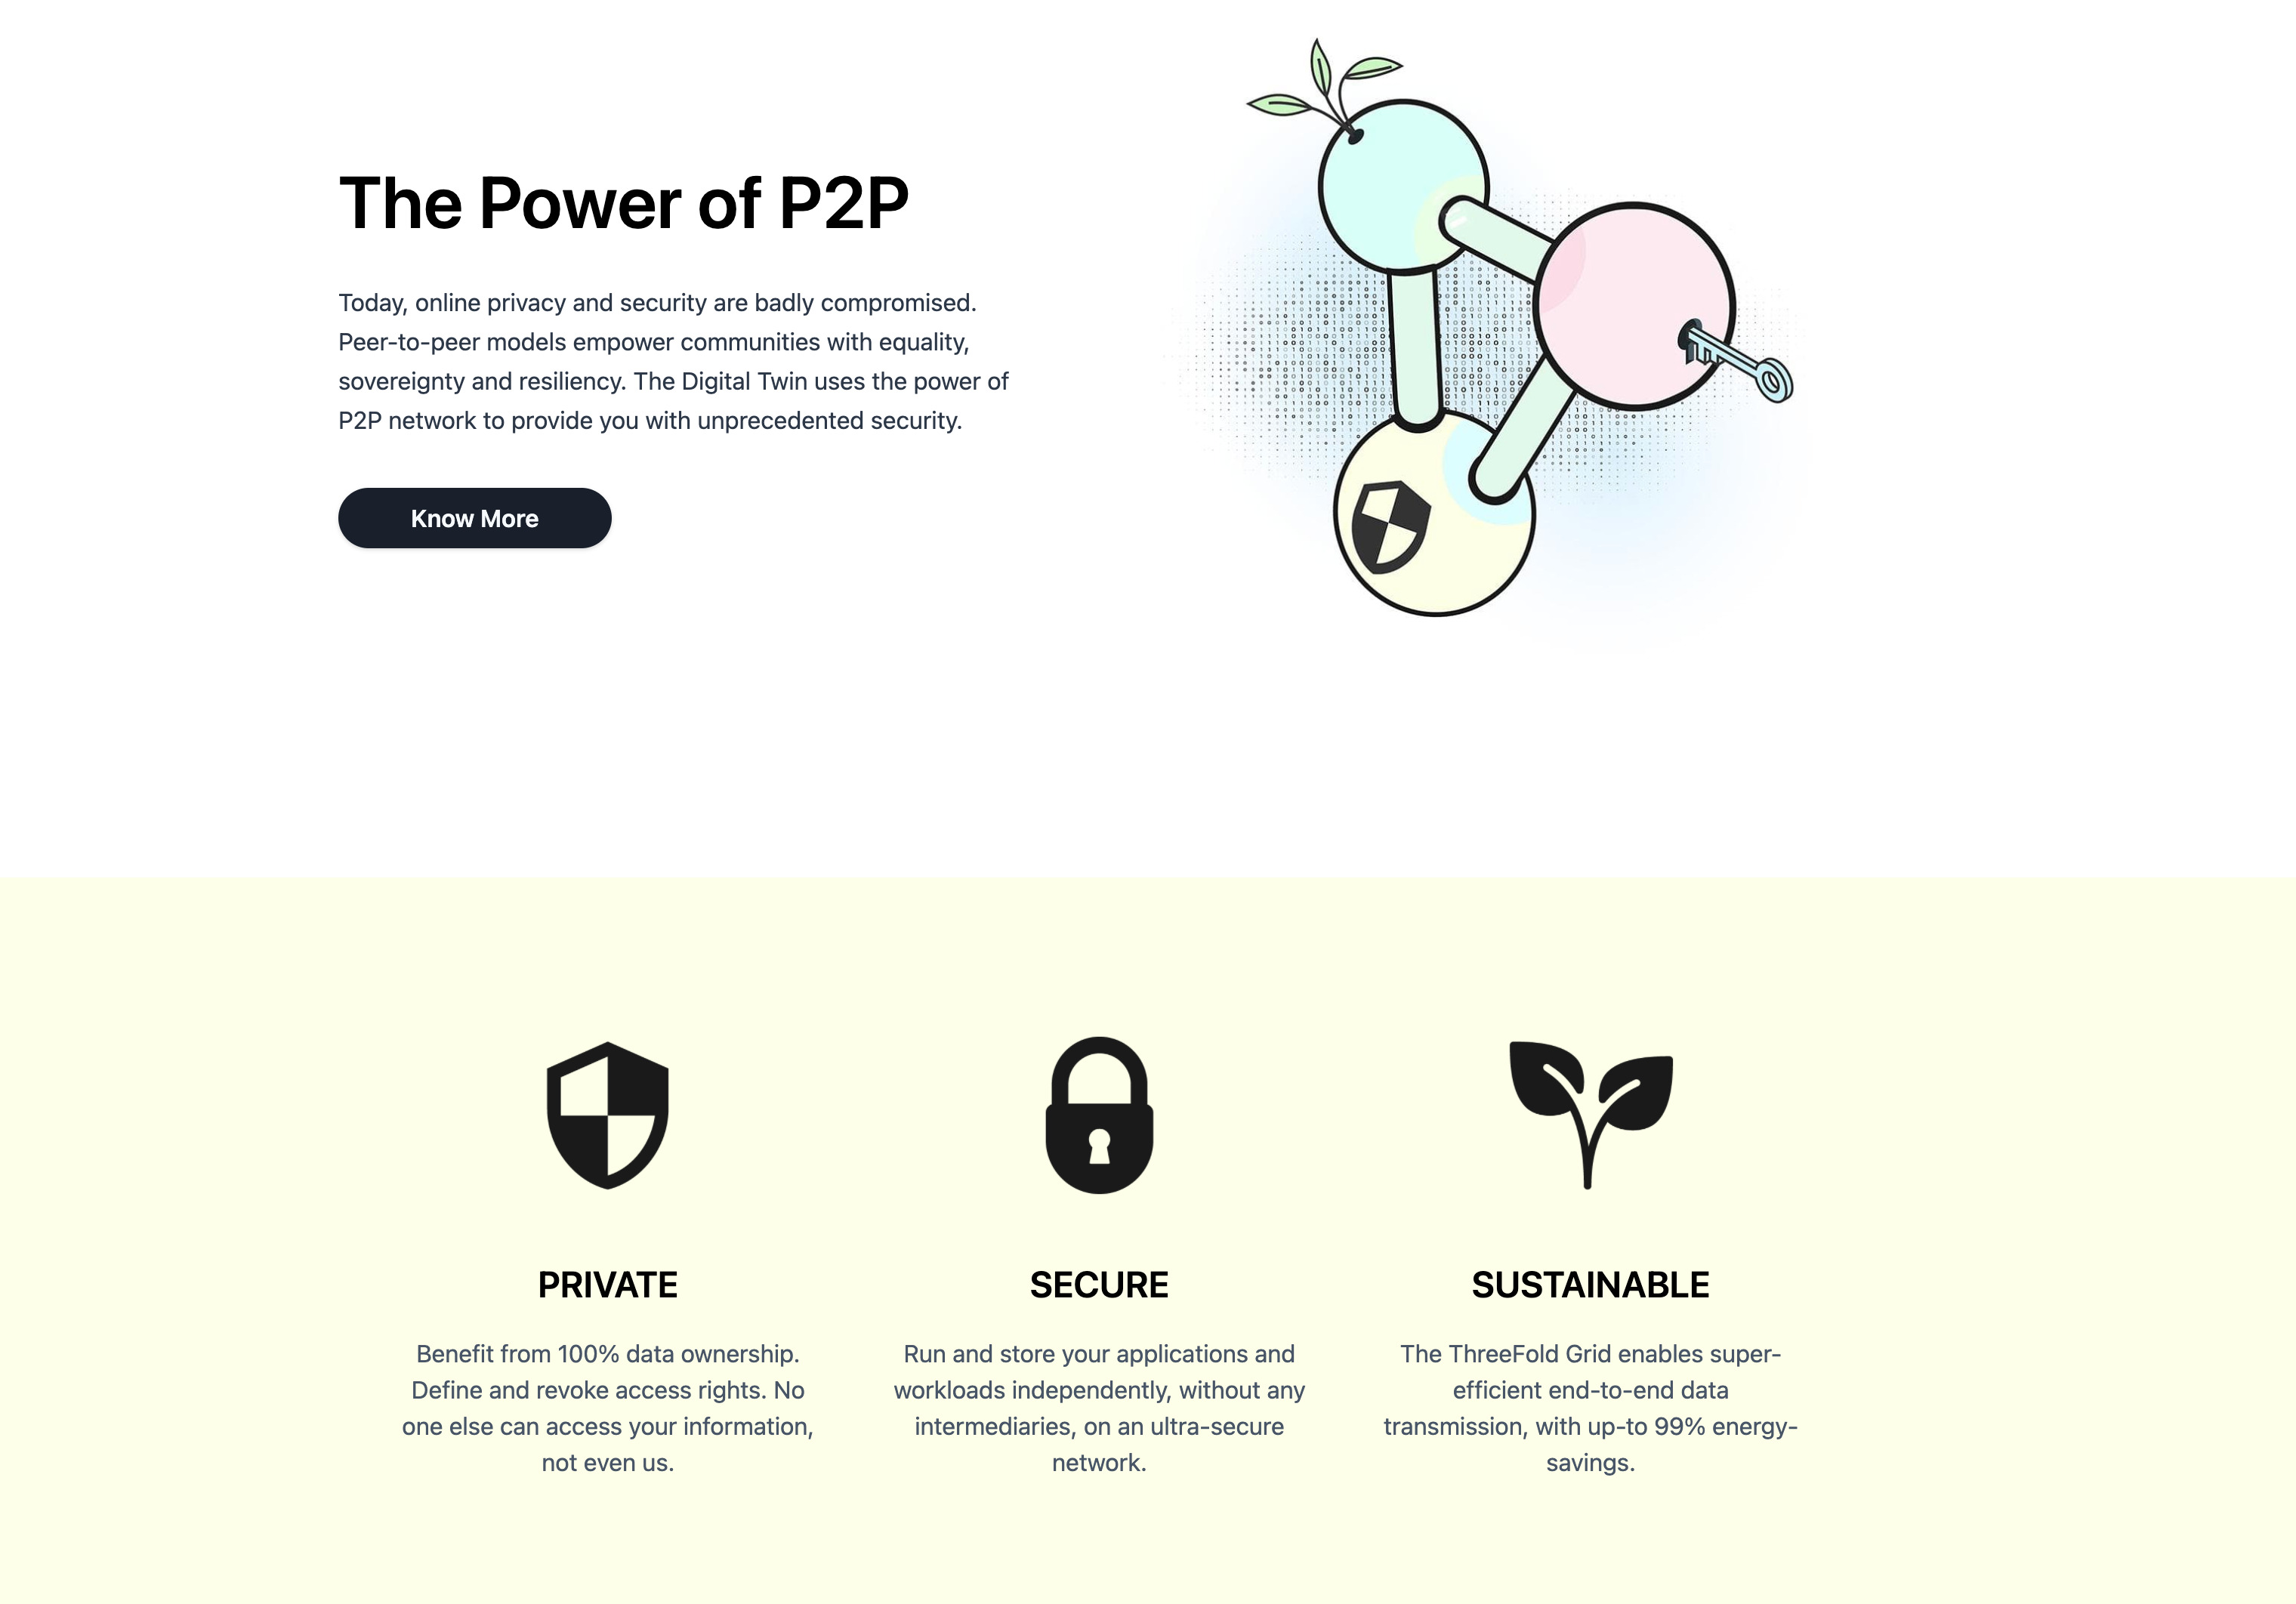 The Power of P2P
Today, online privacy and security are badly compromised.
Peer-to-peer models empower communities with equality,
sovereignty and resiliency. The Digital Twin uses the power of
P2P network to provide you with unprecedented security.
Know More
PRIVATE
Benefit from 100% data ownership.
Define and revoke access rights. No
one else can access your information,
not even us.
SECURE
Run and store your applications and
workloads independently, without any
intermediaries, on an ultra-secure
network.
SUSTAINABLE
The ThreeFold Grid enables super-
efficient end-to-end data
transmission, with up-to 99% energy-
savings.